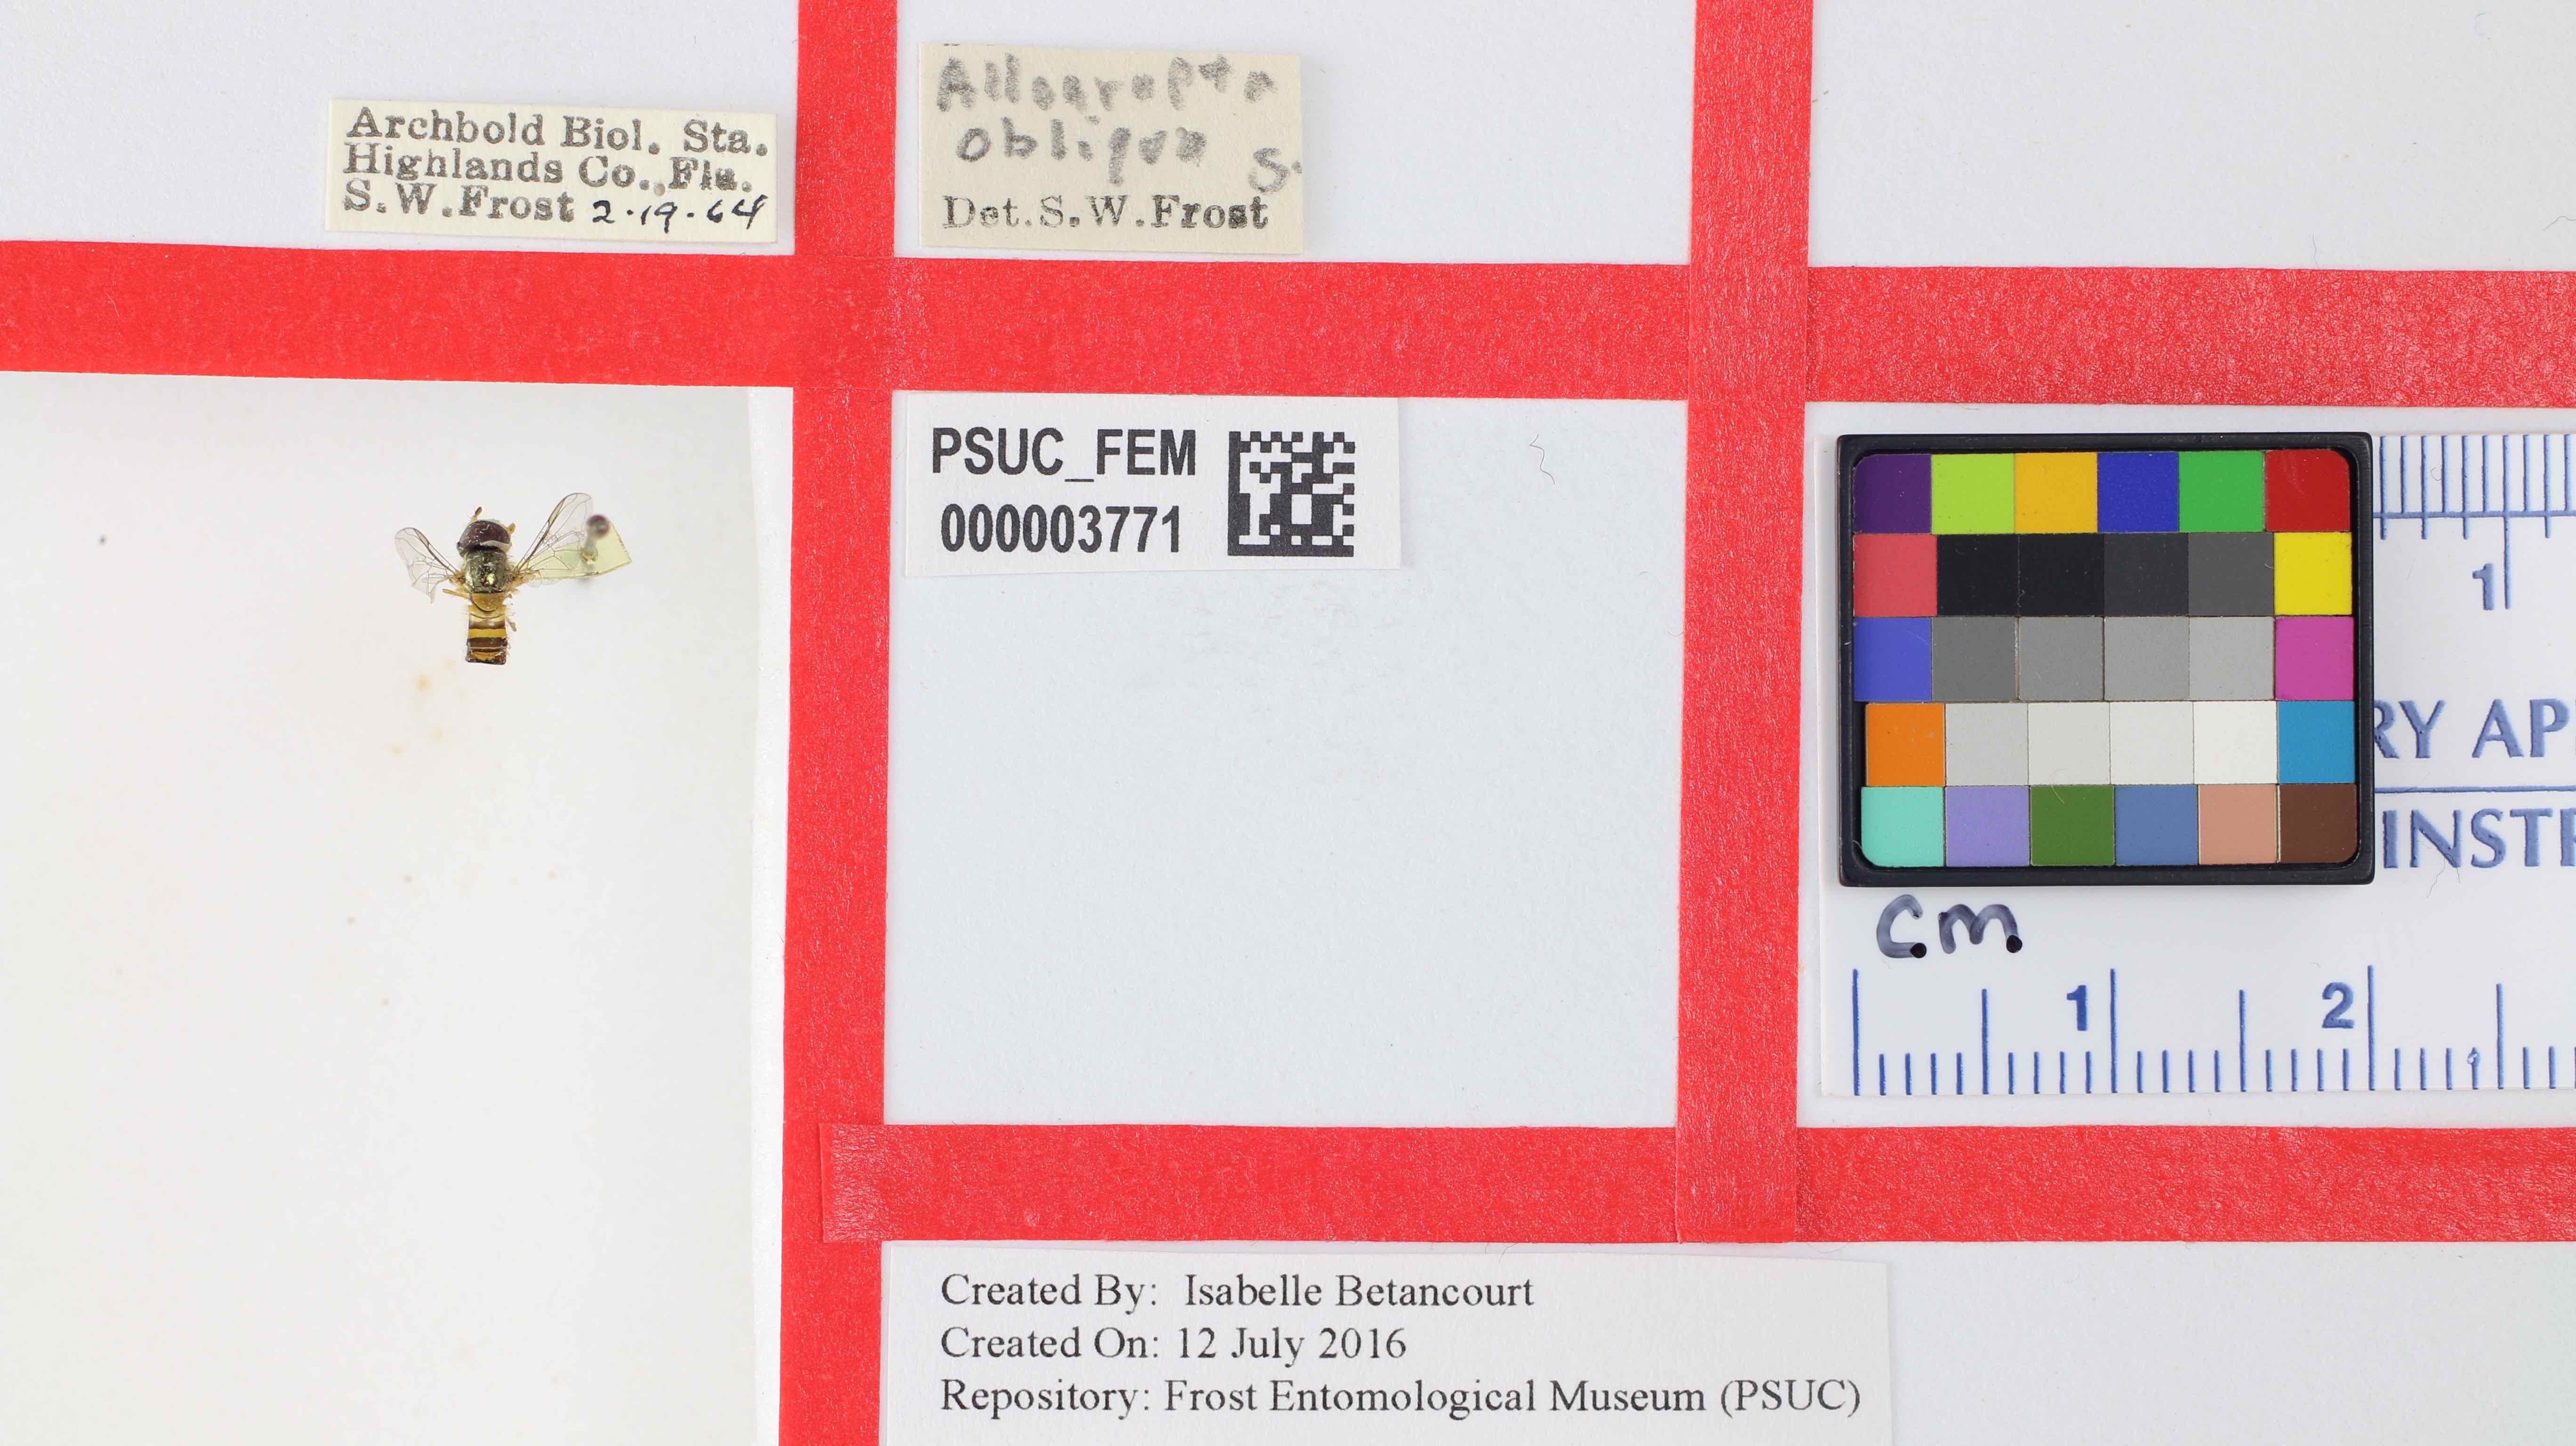 Archbold Biol. Sta.
Highlands Co., Fla.
S.W.Frost 2.19.64
Allograpta
obliqua S.
Det. S.W.Frost
PSUC_FEM
000003771
1
RY AP
INSTR
C.M.
1 2
Created By: Isabelle Betancourt
Created On: 12 July 2016
Repository: Frost Entomological Museum (PSUC)